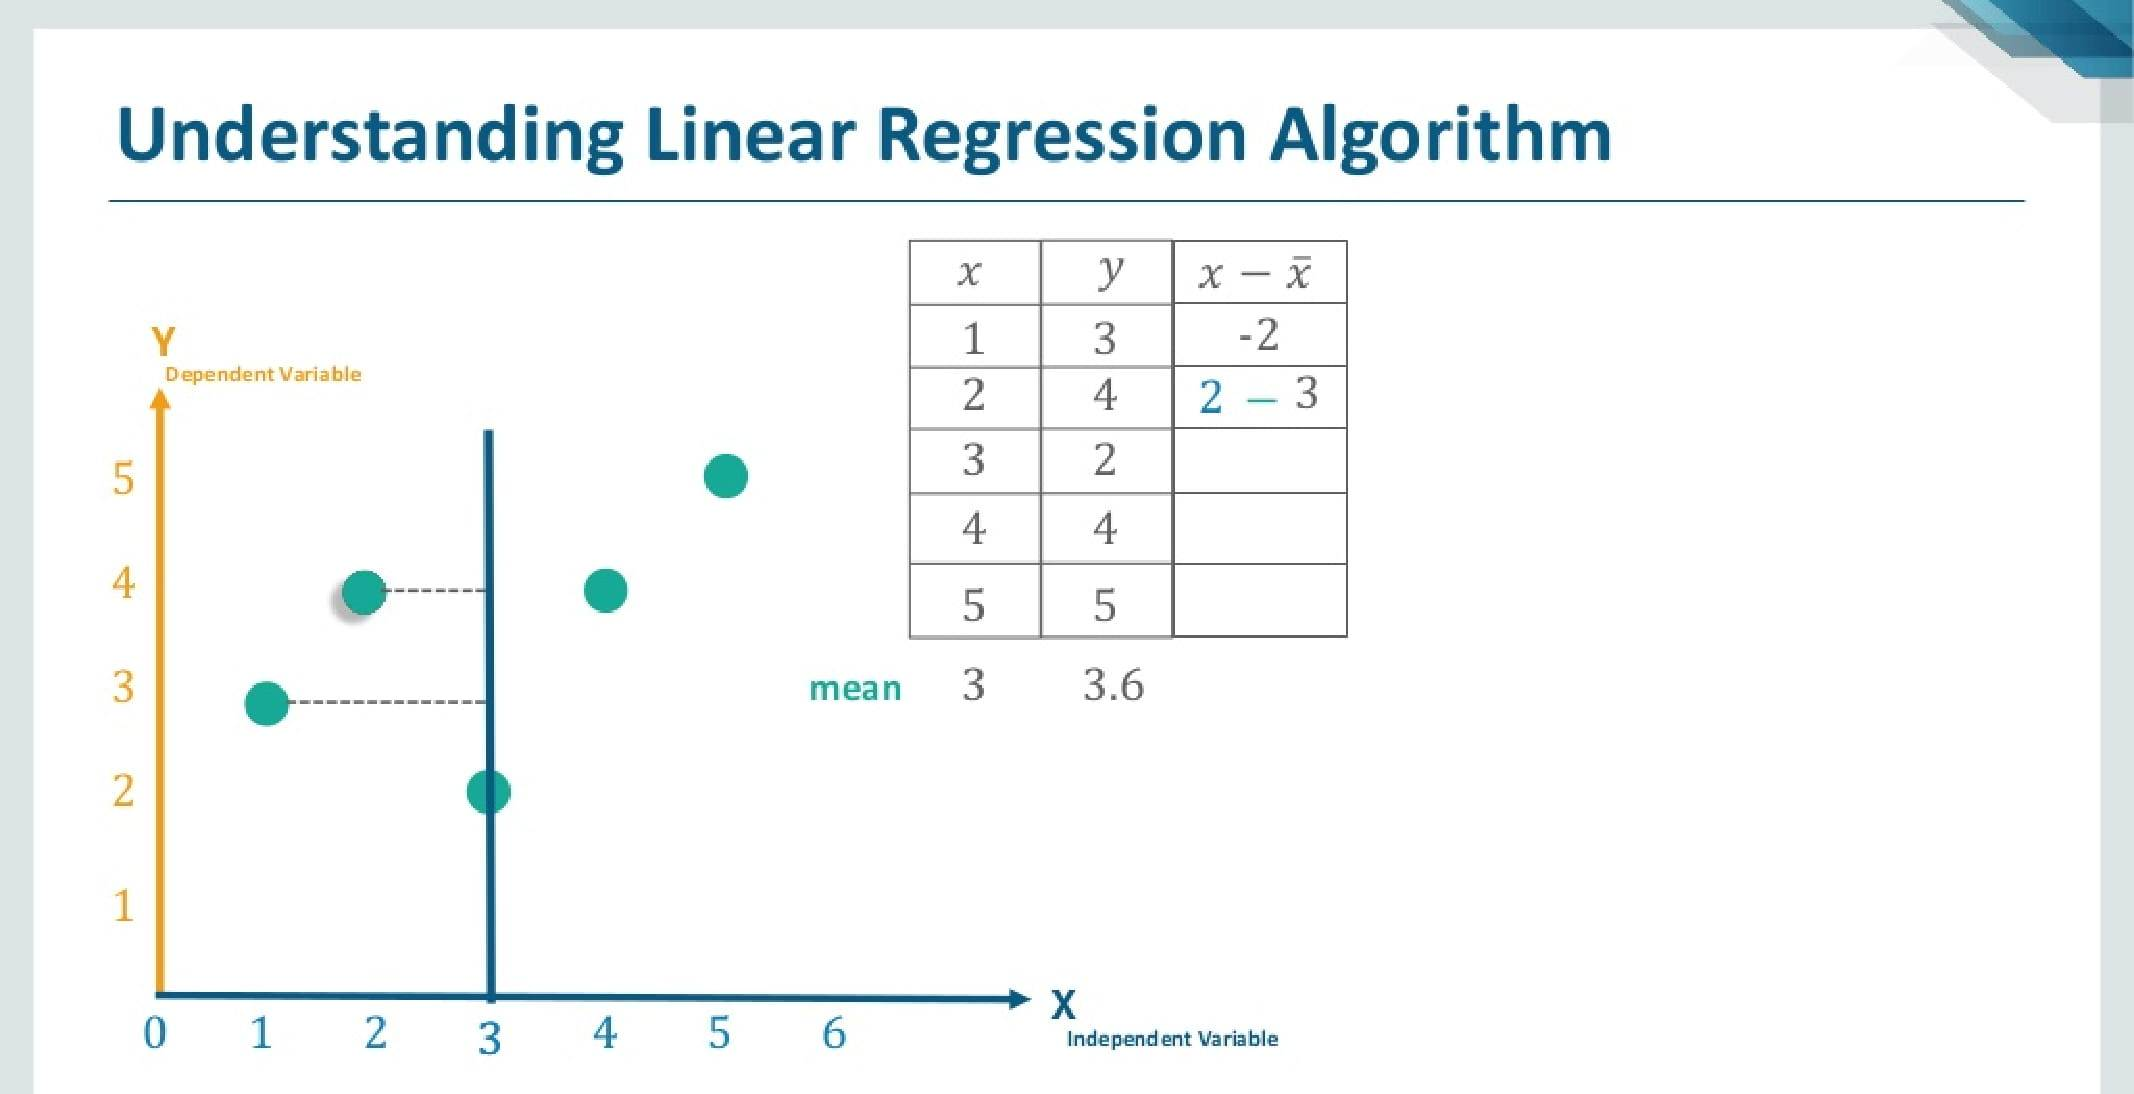 Understanding Linear Regression Algorithm
x y x − x̄
1 3 -2
2 4 2 − 3
3 2
4 4
5 5
mean 3 3.6
Y
Dependent Variable
5
4
3
2
1
0 1 2 3 4 5 6
X
Independent Variable